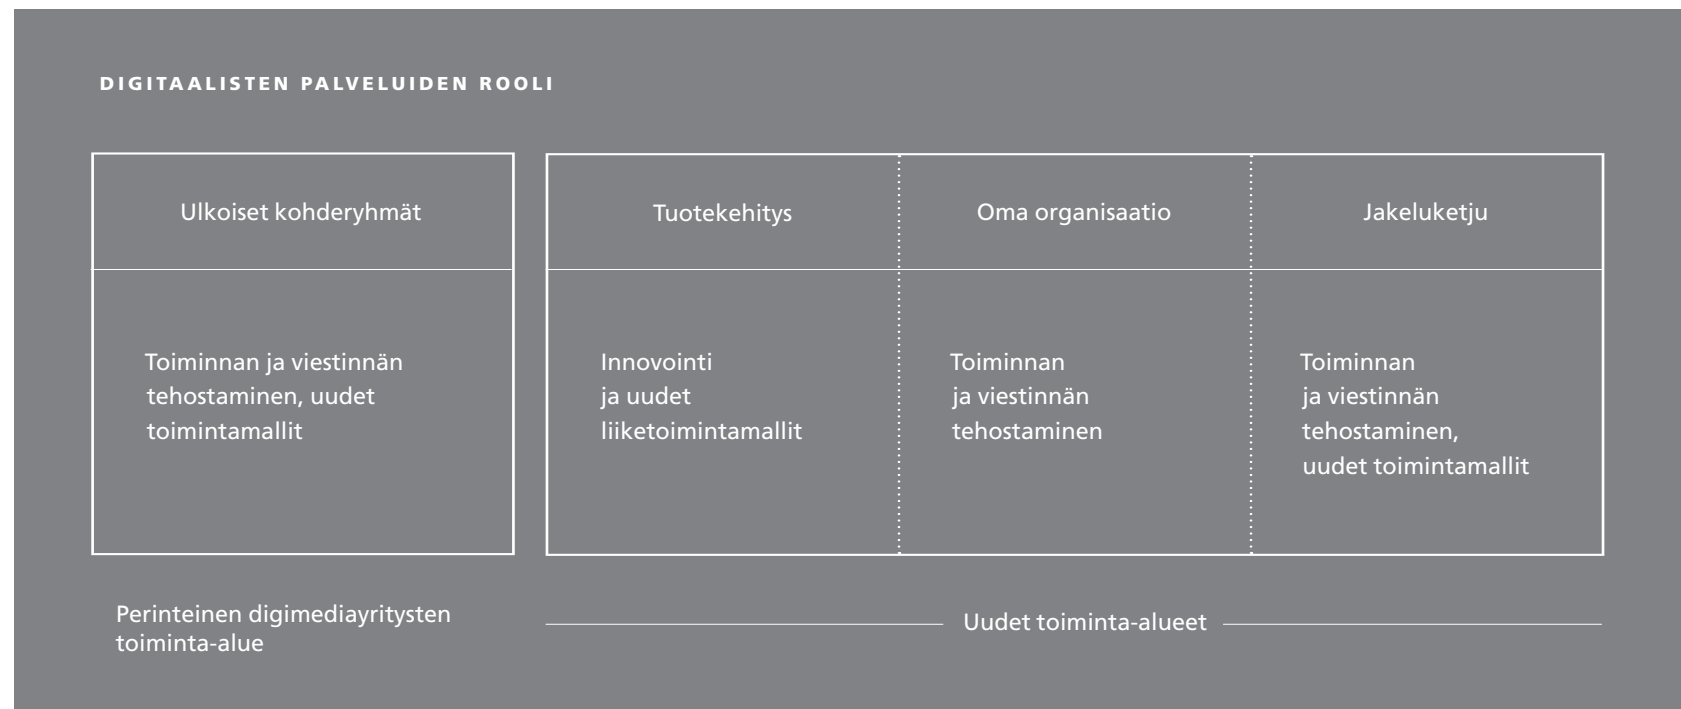 DIGITAALISTEN PALVELUIDEN ROOLI
Ulkoiset kohderyhmät
Toiminnan ja viestinnän
tehostaminen, uudet
toimintamallit
Perinteinen digimediayritysten
toiminta-alue
Tuotekehitys
Innovointi
ja uudet
liiketoimintamallit
Oma organisaatio
Toiminnan
ja viestinnän
tehostaminen
Jakeluketju
Toiminnan
ja viestinnän
tehostaminen,
uudet toimintamallit
Uudet toiminta-alueet